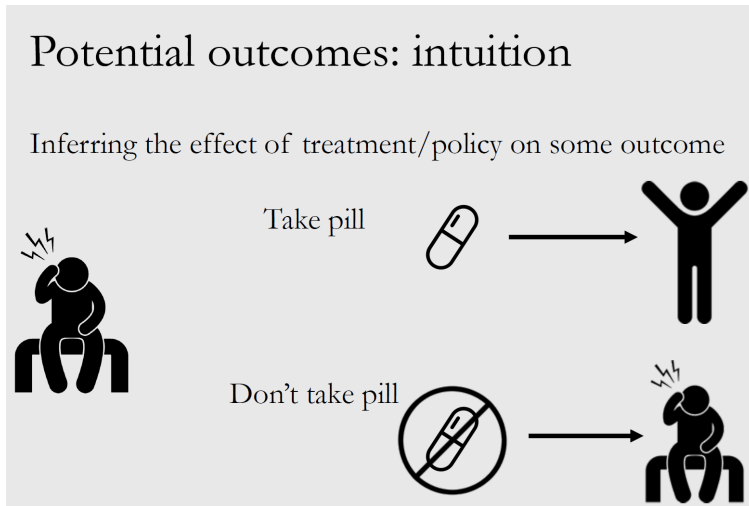 Potential outcomes: intuition
Inferring the effect of treatment/policy on some outcome
Take pill
Don’t take pill